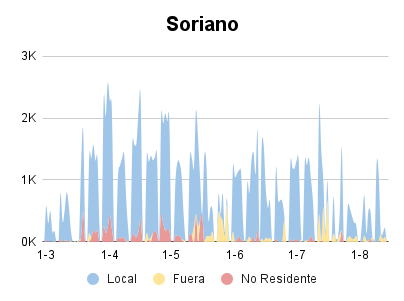 Soriano
3K
2K
1K
0K
1-3 1-4 1-5 1-6 1-7 1-8
Local Fuera No Residente